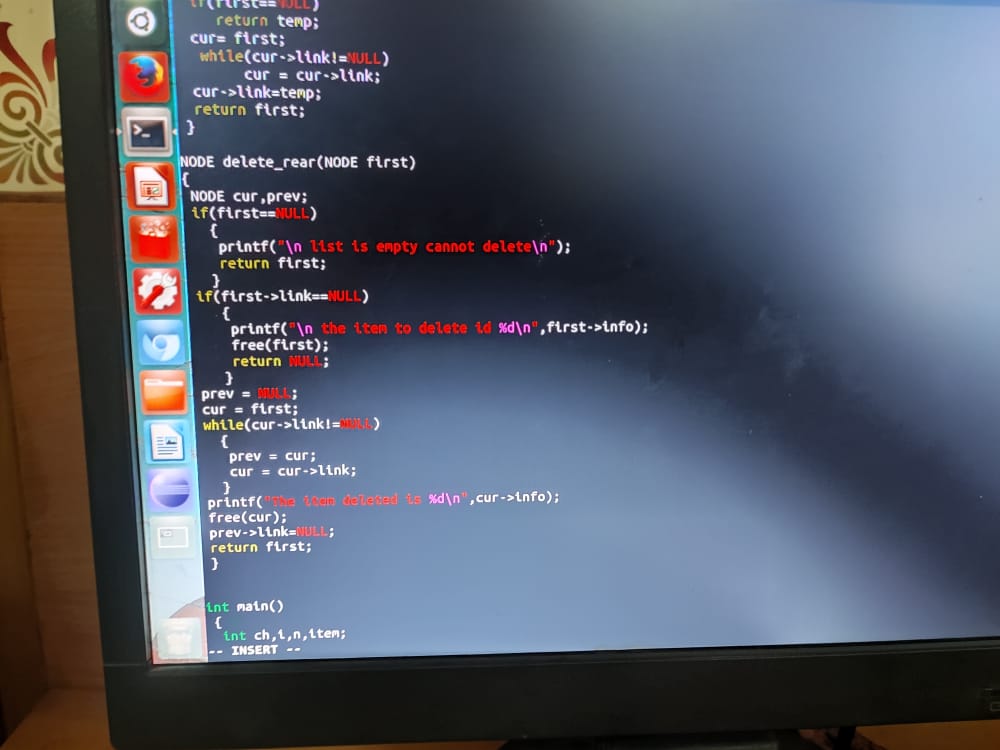 if(first==NULL)
return temp;
cur= first;
while(cur->link!=NULL)
cur = cur->link;
cur->link=temp;
return first;
}
NODE delete_rear(NODE first)
{
NODE cur,prev;
if(first==NULL)
{
printf("\n list is empty cannot delete\n");
return first;
}
if(first->link==NULL)
{
printf("\n the item to delete id %d\n",first->info);
free(first);
return NULL;
}
prev = NULL;
cur = first;
while(cur->link!=NULL)
{
prev = cur;
cur = cur->link;
}
printf("The item deleted is %d\n",cur->info);
free(cur);
prev->link=NULL;
return first;
}
int main()
{
int ch,i,n,item;
-- INSERT --